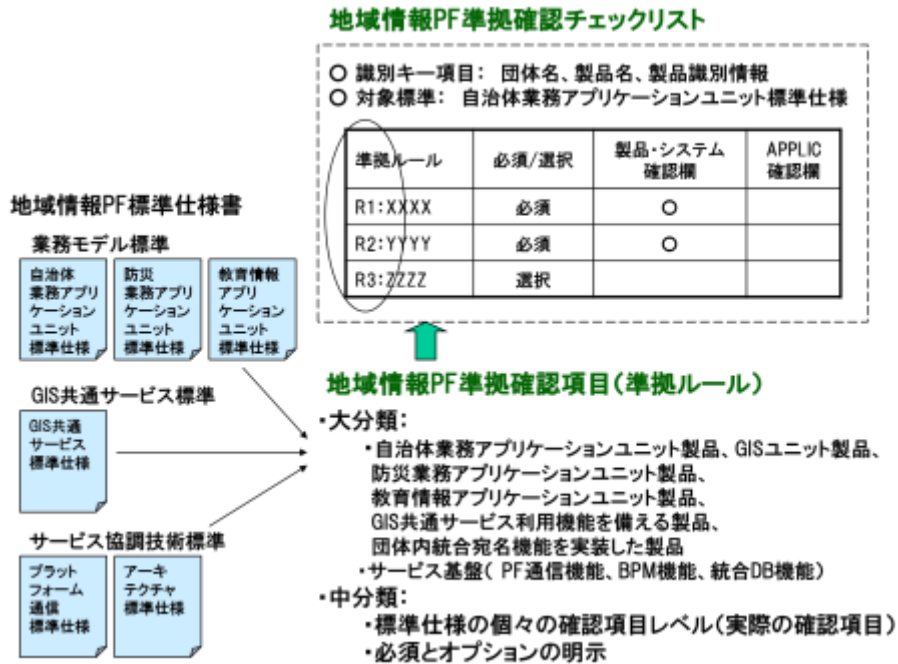 地域情報PF準拠確認チェックリスト
○ 識別キー項目： 団体名、製品名、製品識別情報
○ 対象標準： 自治体業務アプリケーションユニット標準仕様
準拠ルール 必須/選択 製品・システム確認欄 APPLIC確認欄
R1:XXXX 必須 ○
R2:YYYY 必須 ○
R3:ZZZZ 選択
地域情報PF標準仕様書
業務モデル標準
自治体
業務アプリ
ケーション
ユニット
標準仕様
防災
業務アプリ
ケーション
ユニット
標準仕様
教育情報
アプリ
ケーション
ユニット
標準仕様
GIS共通サービス標準
GIS共通
サービス
標準仕様
サービス協調技術標準
プラット
フォーム
通信
標準仕様
アーキ
テクチャ
標準仕様
地域情報PF準拠確認項目（準拠ルール）
・大分類：
・自治体業務アプリケーションユニット製品、GISユニット製品、
防災業務アプリケーションユニット製品、
教育情報アプリケーションユニット製品、
GIS共通サービス利用機能を備える製品、
団体内統合宛名機能を実装した製品
・サービス基盤（ PF通信機能、BPM機能、統合DB機能）
・中分類：
・標準仕様の個々の確認項目レベル（実際の確認項目）
・必須とオプションの明示